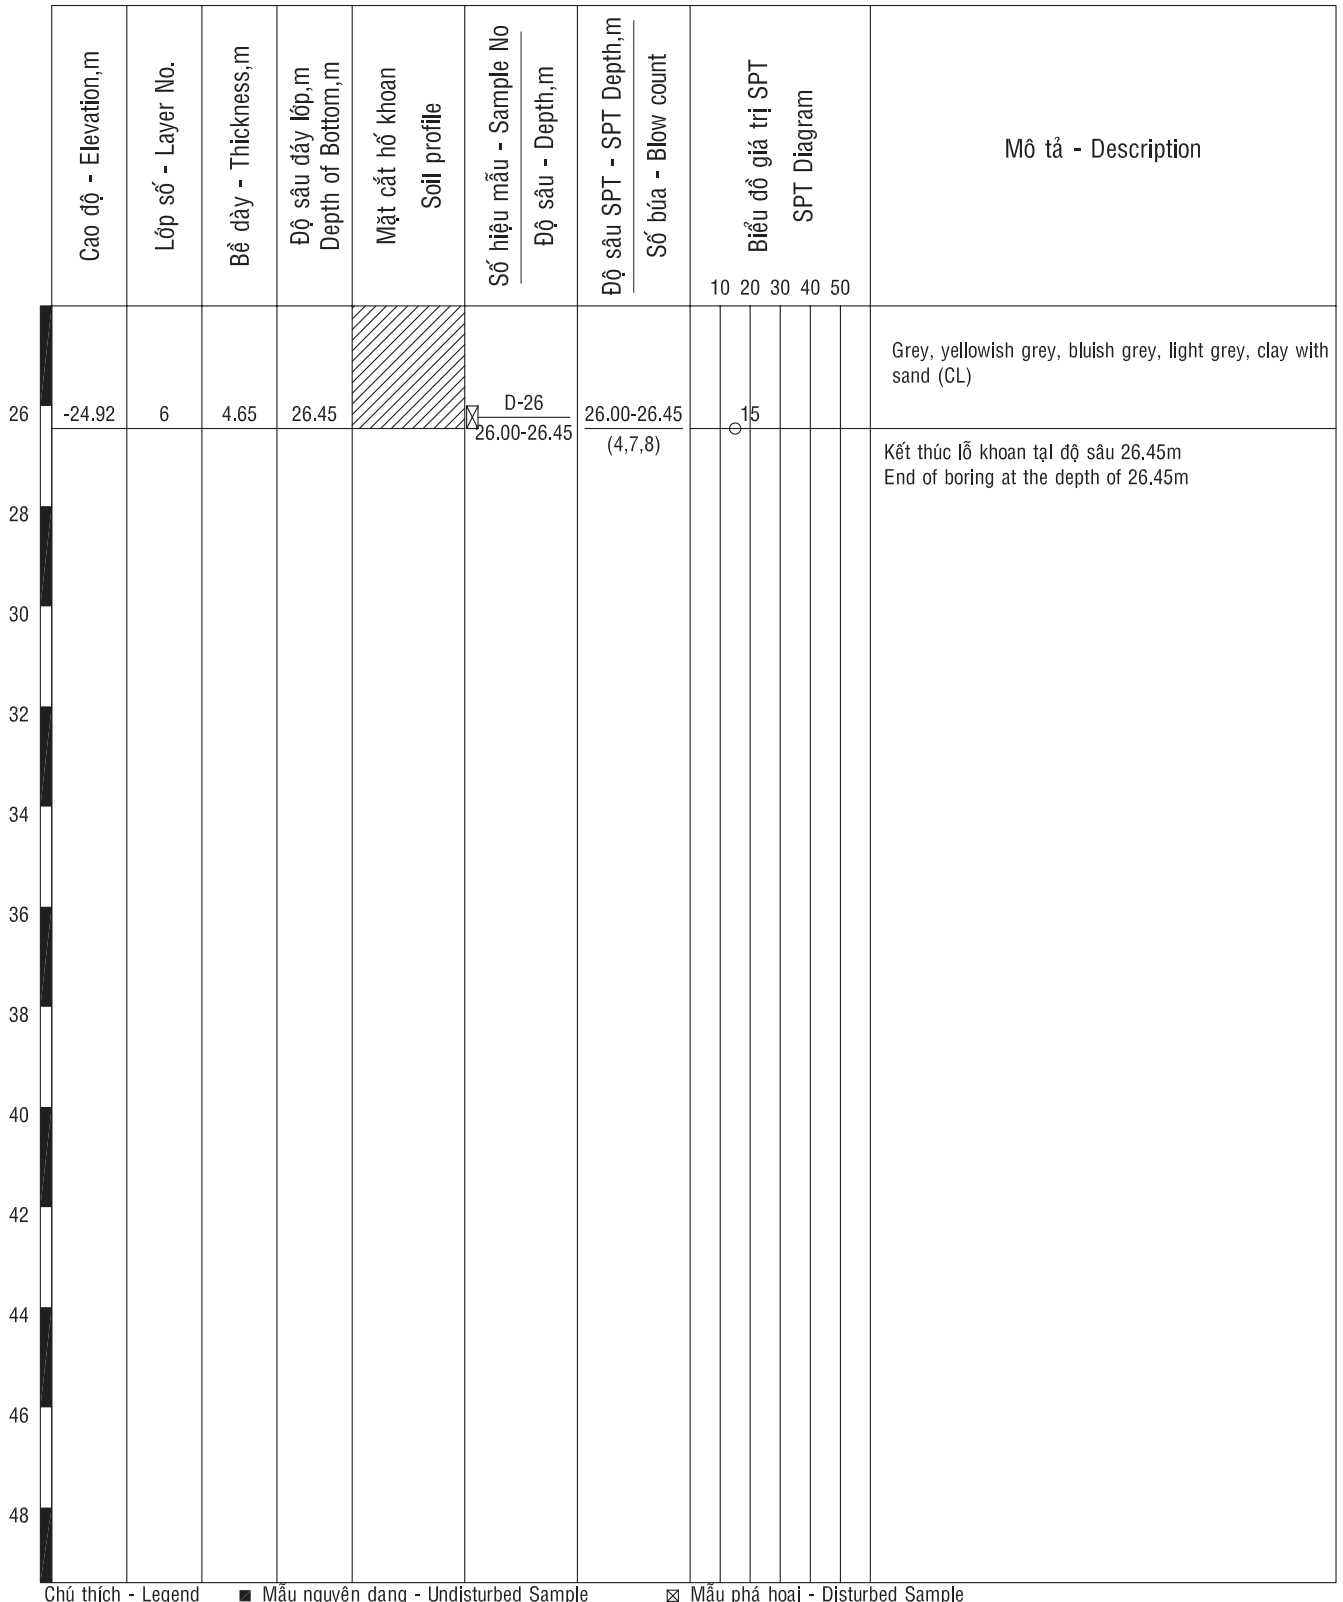 Cao độ - Elevation,m
Lớp số - Layer No.
Bề dày - Thickness,m
Độ sâu đáy lớp,m
Depth of Bottom,m
Mặt cắt hố khoan
Soil profile
Số hiệu mẫu - Sample No
Độ sâu - Depth,m
Độ sâu SPT - SPT Depth,m
Số búa - Blow count
Biểu đồ giá trị SPT
SPT Diagram
10 20 30 40 50
Mô tả - Description
Grey, yellowish grey, bluish grey, light grey, clay with
sand (CL)
26 -24.92 6 4.65 26.45 D-26 26.00-26.45 15
26.00-26.45 (4,7,8)
Kết thúc lỗ khoan tại độ sâu 26.45m
End of boring at the depth of 26.45m
28
30
32
34
36
38
40
42
44
46
48
Chú thích - Legend Mẫu nguyên dạng - Undisturbed Sample Mẫu phá hoại - Disturbed Sample